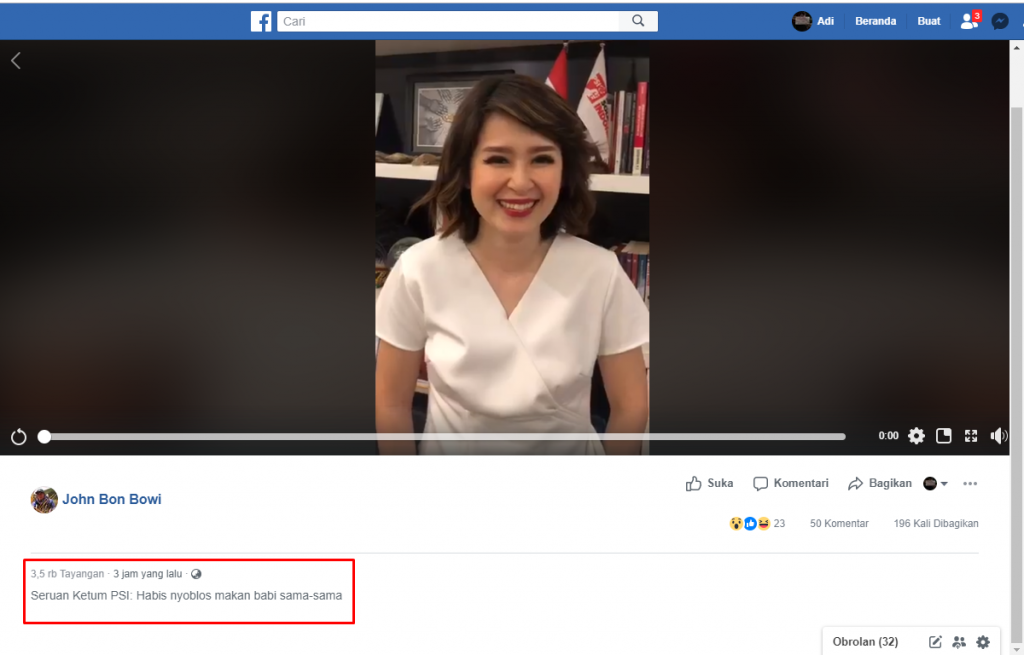 f
Cari
Adi
Beranda
Buat
3
0:00
John Bon Bowi
Suka
Komentari
Bagikan
23
50 Komentar
196 Kali Dibagikan
3,5 rb Tayangan · 3 jam yang lalu ·
Seruan Ketum PSI: Habis nyoblos makan babi sama-sama
Obrolan (32)